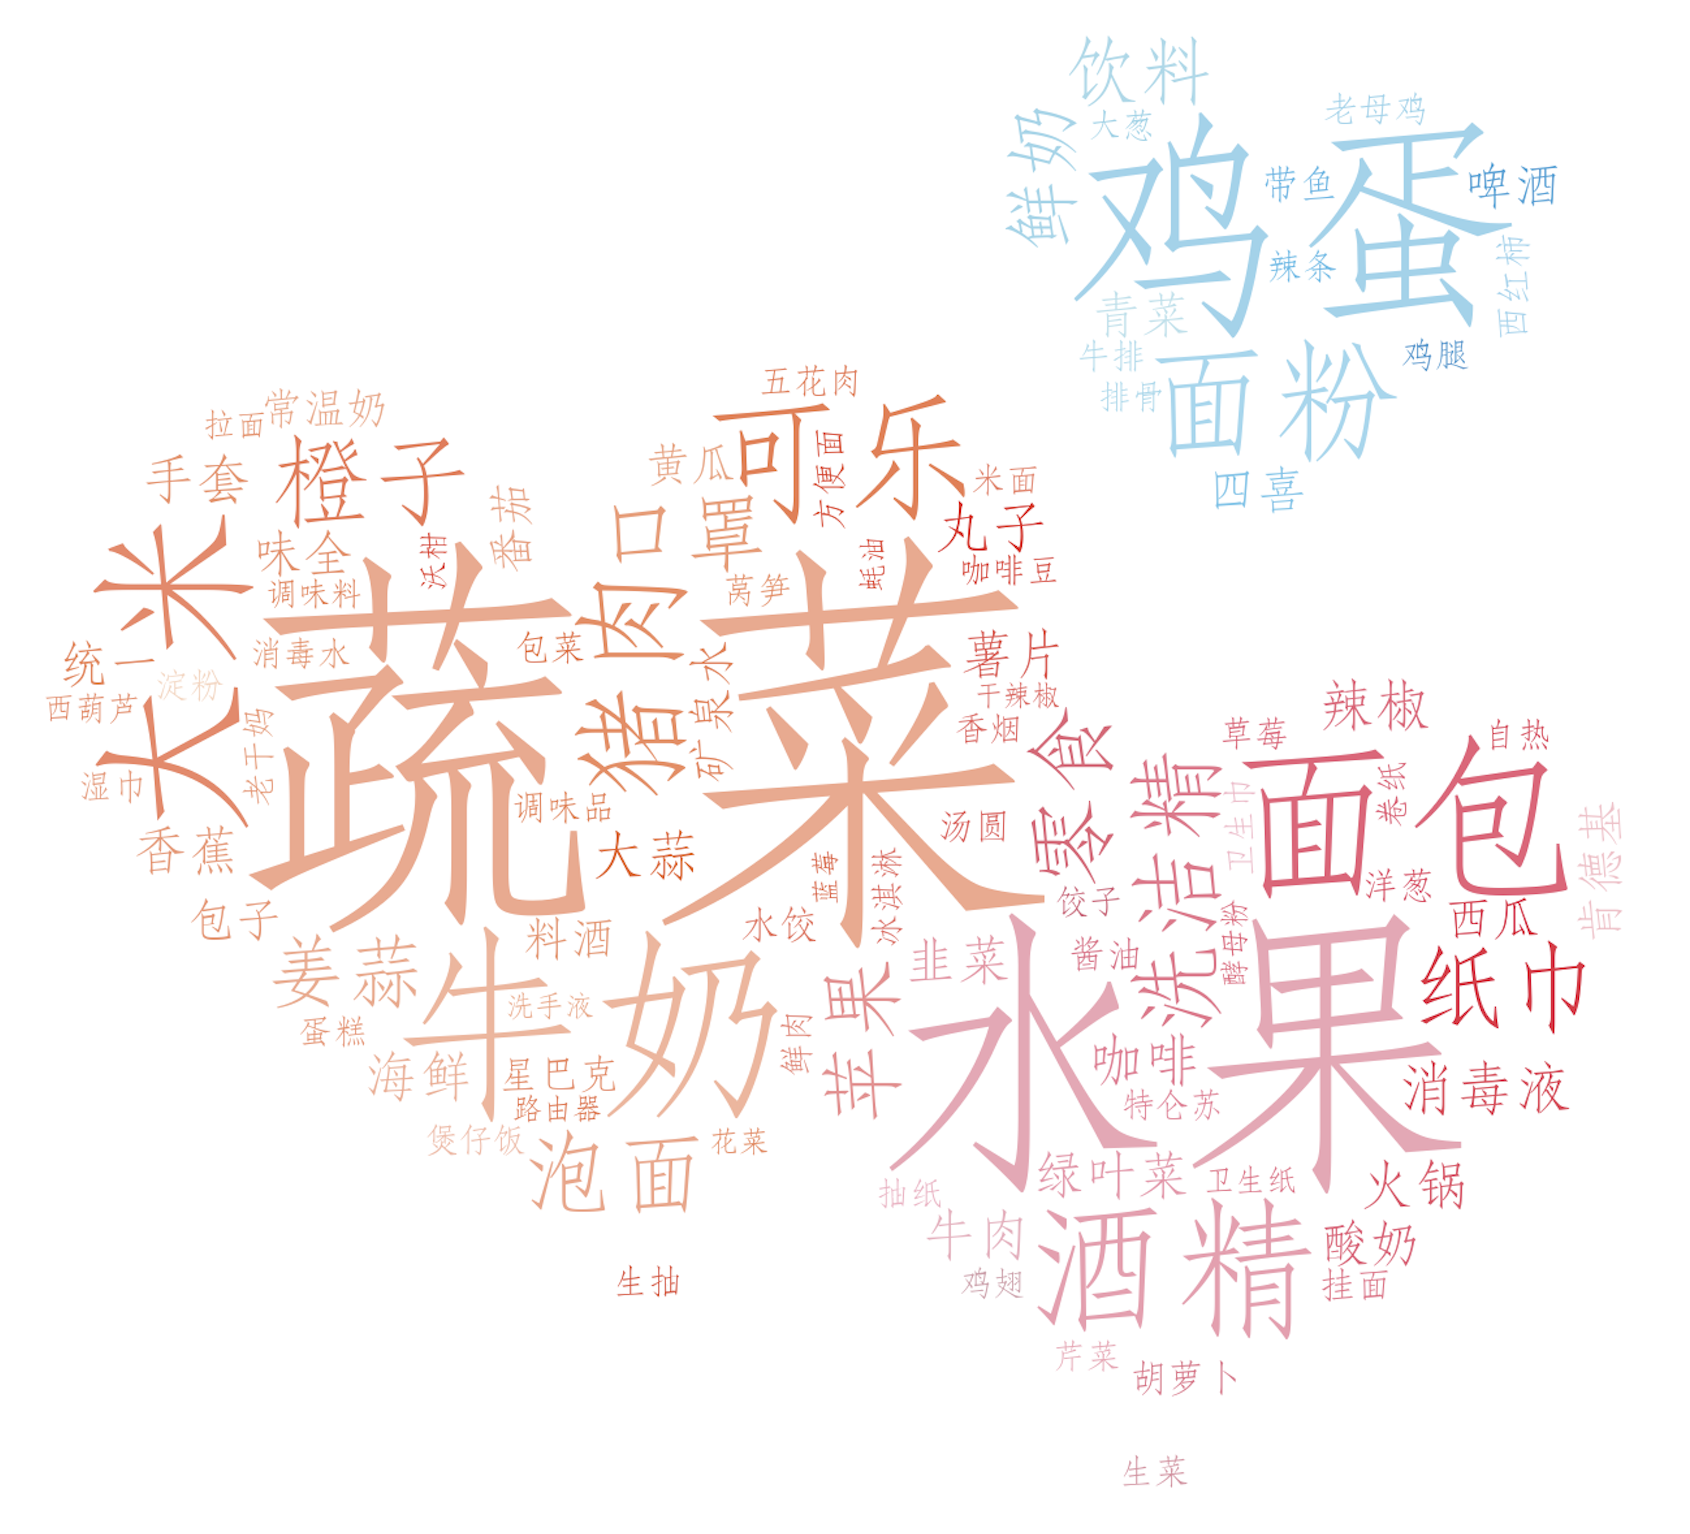 饮料
大葱
老母鸡
鲜奶
鸡蛋
带鱼
啤酒
辣条
西红柿
青菜
牛排
鸡腿
排骨
面粉
四喜
五花肉
常温奶
拉面
可乐
橙子
手套
黄瓜
方便面
米面
番茄
口罩
丸子
味全
沃柑
蚝油
咖啡豆
调味料
莴笋
大米
蔬菜
猪肉
包菜
消毒水
矿泉水
薯片
统一
淀粉
西葫芦
老干妈
干辣椒
香烟
零食
湿巾
调味品
汤圆
香蕉
大蒜
蓝莓
冰淇淋
饺子
包子
料酒
水饺
姜蒜
牛奶
洗手液
蛋糕
鲜肉
苹果
海鲜
星巴克
路由器
煲仔饭
泡面
花菜
生抽
辣椒
草莓
自热
面包
卷纸
洗洁精
卫生巾
肯德基
洋葱
西瓜
酵母粉
韭菜
酱油
纸巾
水果
咖啡
特仑苏
消毒液
绿叶菜
卫生纸
火锅
抽纸
牛肉
酒精
酸奶
鸡翅
挂面
芹菜
胡萝卜
生菜